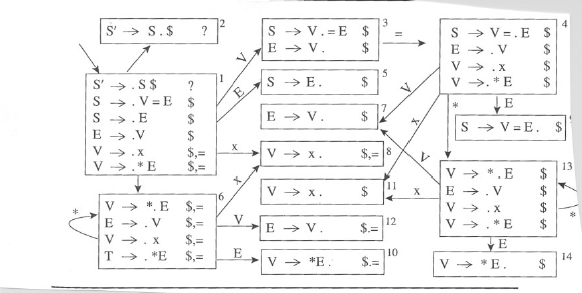 S' → S . $ ? 2
S' → . S $ ? 1
S → . V = E $
S → . E $
E → . V $
V → . x $,=
V → . * E $,=
S → V . = E $ 3
E → V . $
=
S → V = . E $ 4
E → . V $
V → . x $
V → . * E $
V
E
S → E . $ 5
E → V . $ 7
x
V → x . $,= 8
V → x . $ 11
x
V
x
*
E
S → V = E . $
V
x
V → * . E $ 13
E → . V $
V → . x $
V → . * E $
*
E
V → * E . $ 14
*
V → * . E $,= 6
E → . V $,=
V → . x $,=
T → . * E $,=
V
E → V . $.= 12
E
V → *E . $.= 10